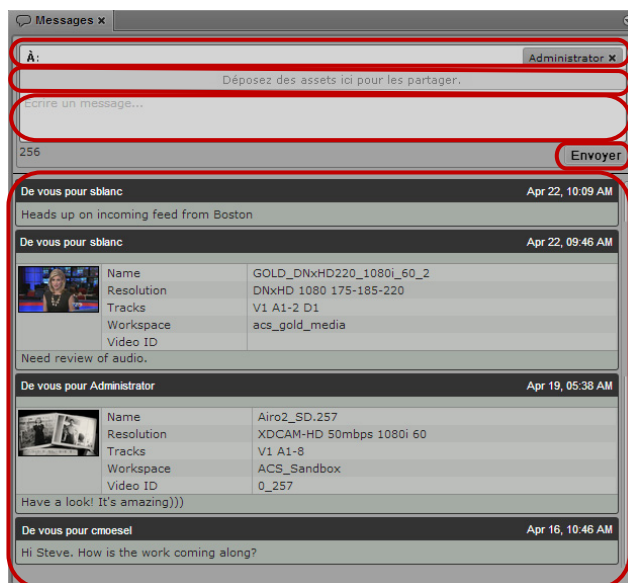 Messages ×
À: Administrator ×
Déposez des assets ici pour les partager.
Ecrire un message...
256 Envoyer
De vous pour sblanc Apr 22, 10:09 AM
Heads up on incoming feed from Boston
De vous pour sblanc Apr 22, 09:46 AM
Name GOLD_DNxHD220_1080i_60_2
Resolution DNxHD 1080 175-185-220
Tracks V1 A1-2 D1
Workspace acs_gold_media
Video ID
Need review of audio.
De vous pour Administrator Apr 19, 05:38 AM
Name Airo2_SD.257
Resolution XDCAM-HD 50mbps 1080i 60
Tracks V1 A1-8
Workspace ACS_Sandbox
Video ID 0_257
Have a look! It's amazing)))
De vous pour cmoesel Apr 16, 10:46 AM
Hi Steve. How is the work coming along?